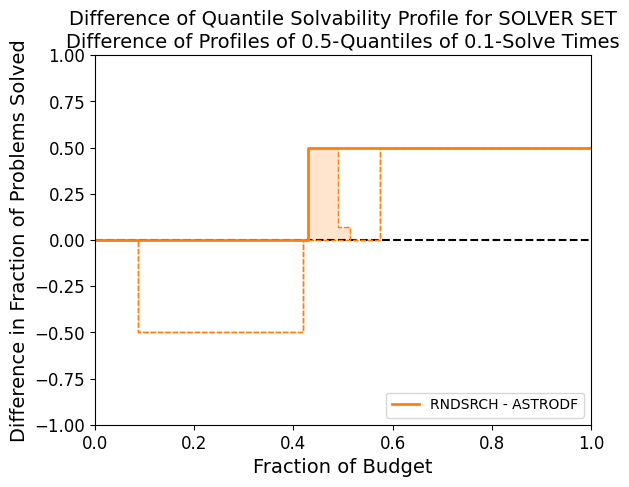 Difference of Quantile Solvability Profile for SOLVER SET
Difference of Profiles of 0.5-Quantiles of 0.1-Solve Times
Difference in Fraction of Problems Solved
1.00
0.75
0.50
0.25
0.00
−0.25
−0.50
−0.75
−1.00
RNDSRCH - ASTRODF
0.0 0.2 0.4 0.6 0.8 1.0
Fraction of Budget